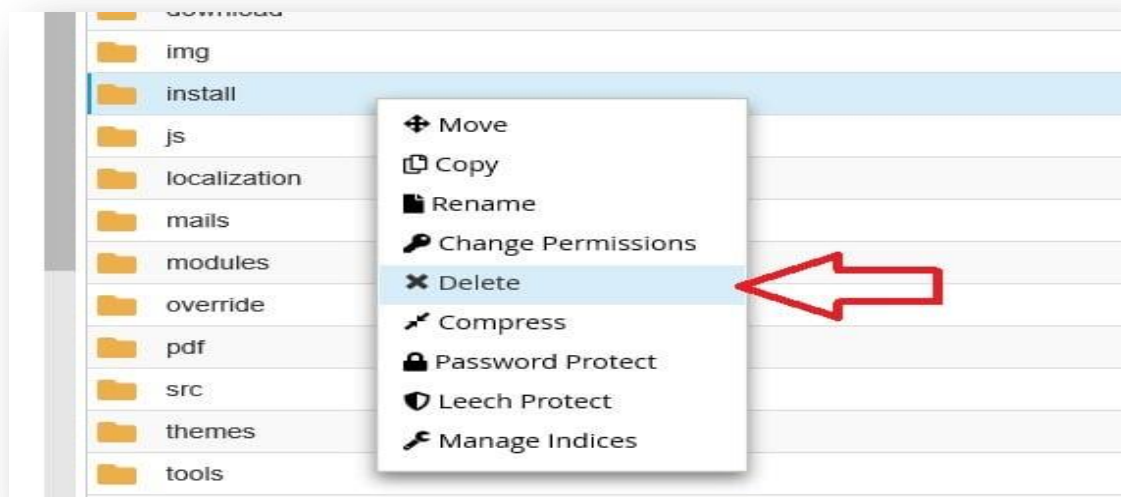 img
install
js
localization
mails
modules
override
pdf
src
themes
tools
Move
Copy
Rename
Change Permissions
Delete
Compress
Password Protect
Leech Protect
Manage Indices